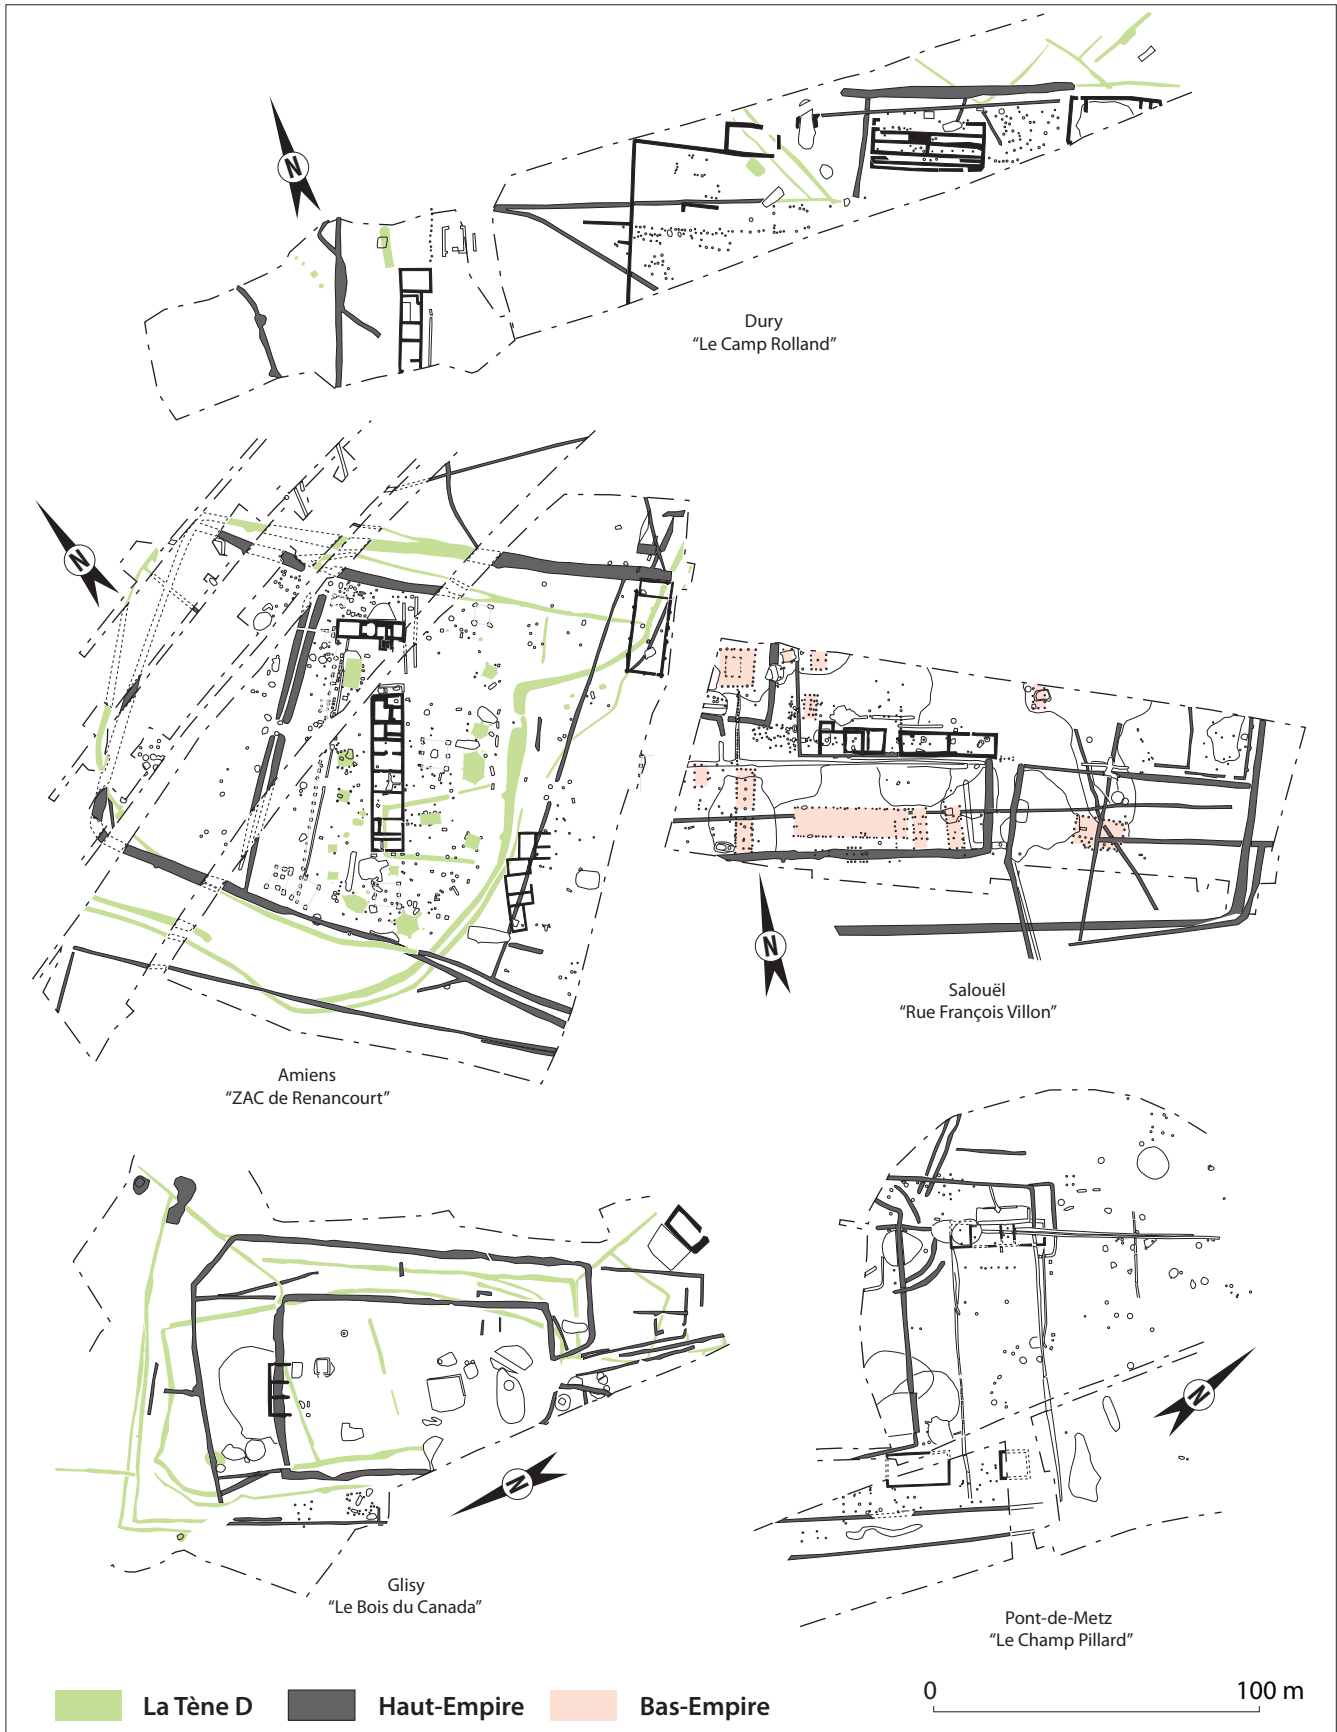 N
Dury
“Le Camp Rolland”
N
Amiens
“ZAC de Renancourt”
N
Salouël
“Rue François Villon”
N
Glisy
“Le Bois du Canada”
N
Pont-de-Metz
“Le Champ Pillard”
La Tène D
Haut-Empire
Bas-Empire
0 100 m